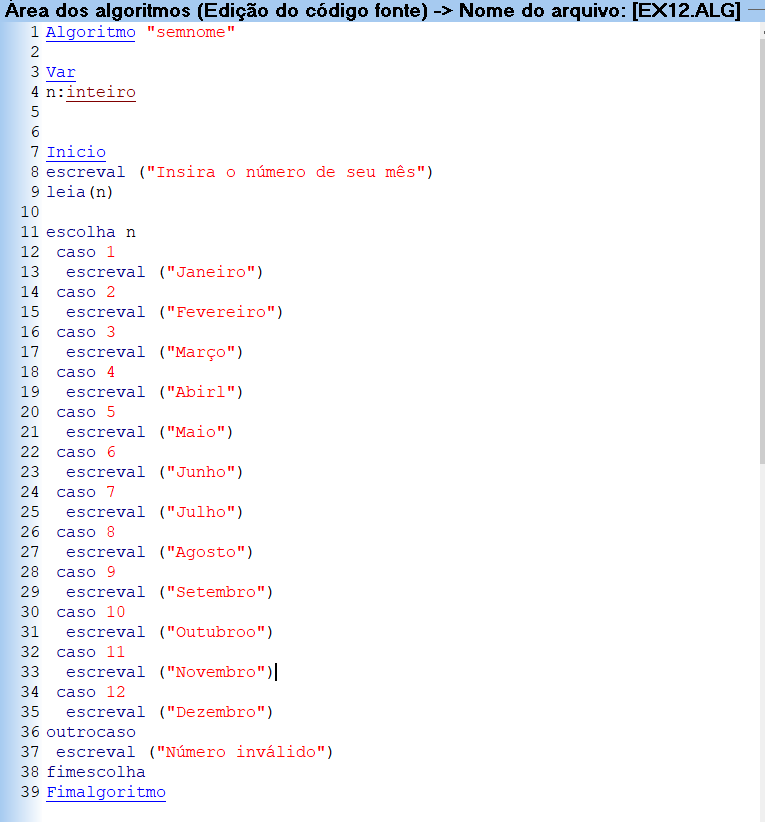 Área dos algoritmos (Edição do código fonte) -> Nome do arquivo: [EX12.ALG]
1 Algoritmo "semnome"
2
3 Var
4 n:inteiro
5
6
7 Inicio
8 escreval ("Insira o número de seu mês")
9 leia(n)
10
11 escolha n
12 caso 1
13 escreval ("Janeiro")
14 caso 2
15 escreval ("Fevereiro")
16 caso 3
17 escreval ("Março")
18 caso 4
19 escreval ("Abirl")
20 caso 5
21 escreval ("Maio")
22 caso 6
23 escreval ("Junho")
24 caso 7
25 escreval ("Julho")
26 caso 8
27 escreval ("Agosto")
28 caso 9
29 escreval ("Setembro")
30 caso 10
31 escreval ("Outubroo")
32 caso 11
33 escreval ("Novembro")
34 caso 12
35 escreval ("Dezembro")
36 outrocaso
37 escreval ("Número inválido")
38 fimescolha
39 Fimalgoritmo